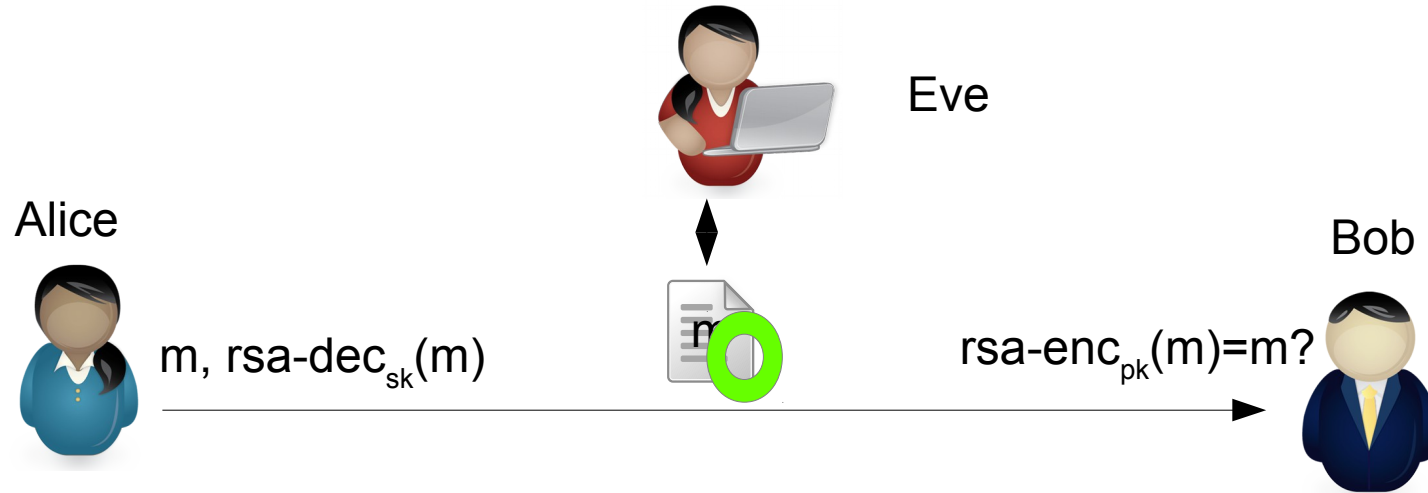 Eve
Alice
Bob
m
m, rsa-dec_sk(m)
rsa-enc_pk(m)=m?